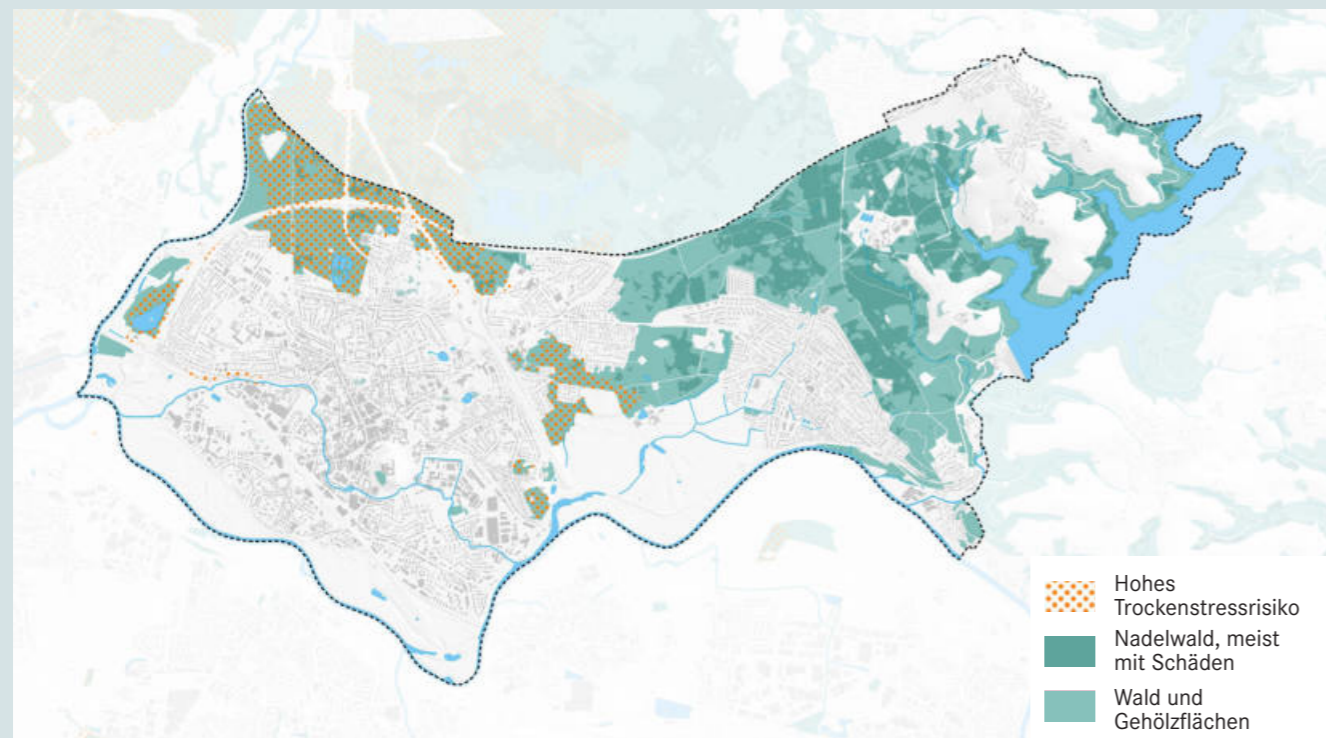 Hohes
Trockenstressrisiko
Nadelwald, meist
mit Schäden
Wald und
Gehölzflächen